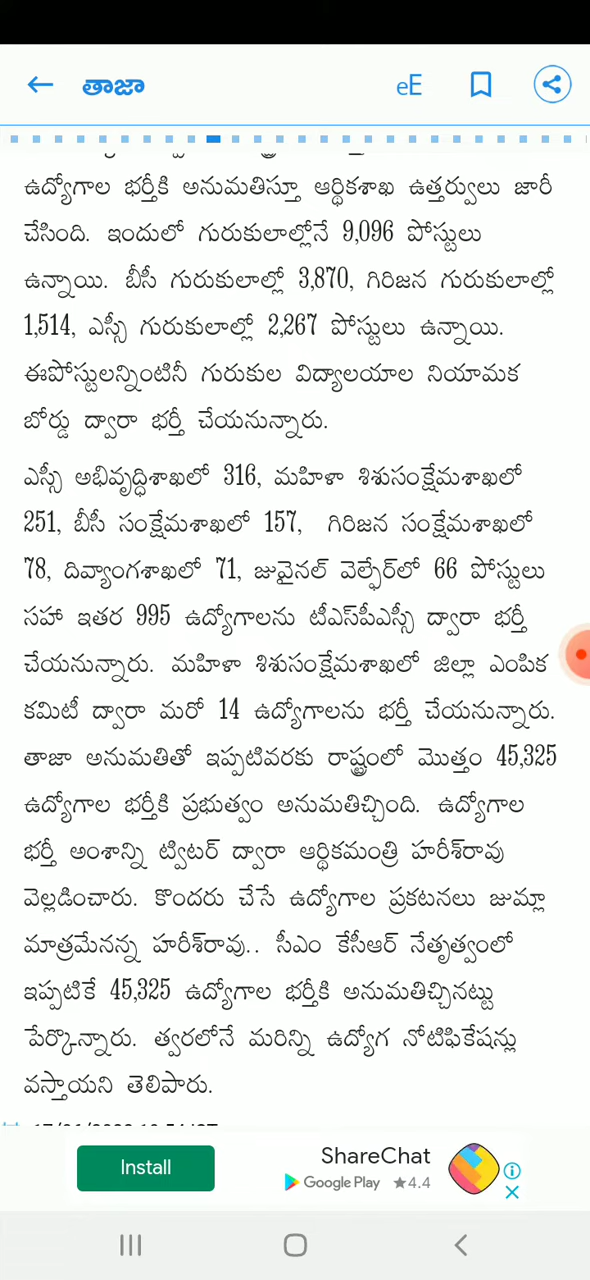 తాజా
eE
ఉద్యోగాల భర్తీకి అనుమతిస్తూ ఆర్థికశాఖ ఉత్తర్వులు జారీ
చేసింది. ఇందులో గురుకులాల్లోనే 9,096 పోస్టులు
ఉన్నాయి. బీసీ గురుకులాల్లో 3,870, గిరిజన గురుకులాల్లో
1,514, ఎస్సీ గురుకులాల్లో 2,267 పోస్టులు ఉన్నాయి.
ఈపోస్టులన్నింటినీ గురుకుల విద్యాలయాల నియామక
బోర్డు ద్వారా భర్తీ చేయనున్నారు.
ఎస్సీ అభివృద్ధిశాఖలో 316, మహిళా శిశుసంక్షేమశాఖలో
251, బీసీ సంక్షేమశాఖలో 157, గిరిజన సంక్షేమశాఖలో
78, దివ్యాంగశాఖలో 71, జువైనల్ వెల్ఫేర్‌లో 66 పోస్టులు
సహా ఇతర 995 ఉద్యోగాలను టీఎస్‌పీఎస్సీ ద్వారా భర్తీ
చేయనున్నారు. మహిళా శిశుసంక్షేమశాఖలో జిల్లా ఎంపిక
కమిటీ ద్వారా మరో 14 ఉద్యోగాలను భర్తీ చేయనున్నారు.
తాజా అనుమతితో ఇప్పటివరకు రాష్ట్రంలో మొత్తం 45,325
ఉద్యోగాల భర్తీకి ప్రభుత్వం అనుమతిచ్చింది. ఉద్యోగాల
భర్తీ అంశాన్ని ట్విటర్ ద్వారా ఆర్థికమంత్రి హరీశ్‌రావు
వెల్లడించారు. కొందరు చేసే ఉద్యోగాల ప్రకటనలు జుమ్లా
మాత్రమేనన్న హరీశ్‌రావు.. సీఎం కేసీఆర్ నేతృత్వంలో
ఇప్పటికే 45,325 ఉద్యోగాల భర్తీకి అనుమతిచ్చినట్టు
పేర్కొన్నారు. త్వరలోనే మరిన్ని ఉద్యోగ నోటిఫికేషన్లు
వస్తాయని తెలిపారు.
Install
ShareChat
Google Play ★4.4